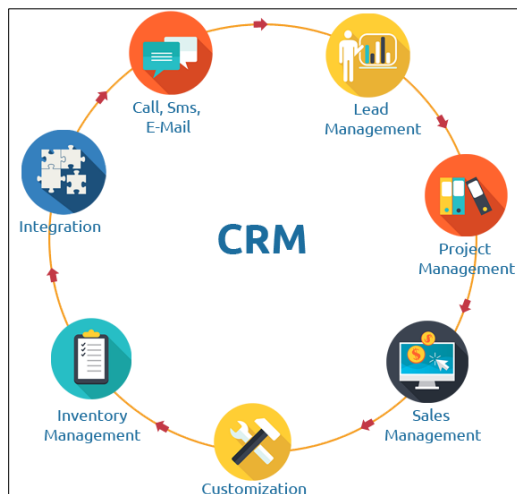 Call, Sms,
E-Mail
Lead
Management
Integration
CRM
Project
Management
Inventory
Management
Sales
Management
Customization